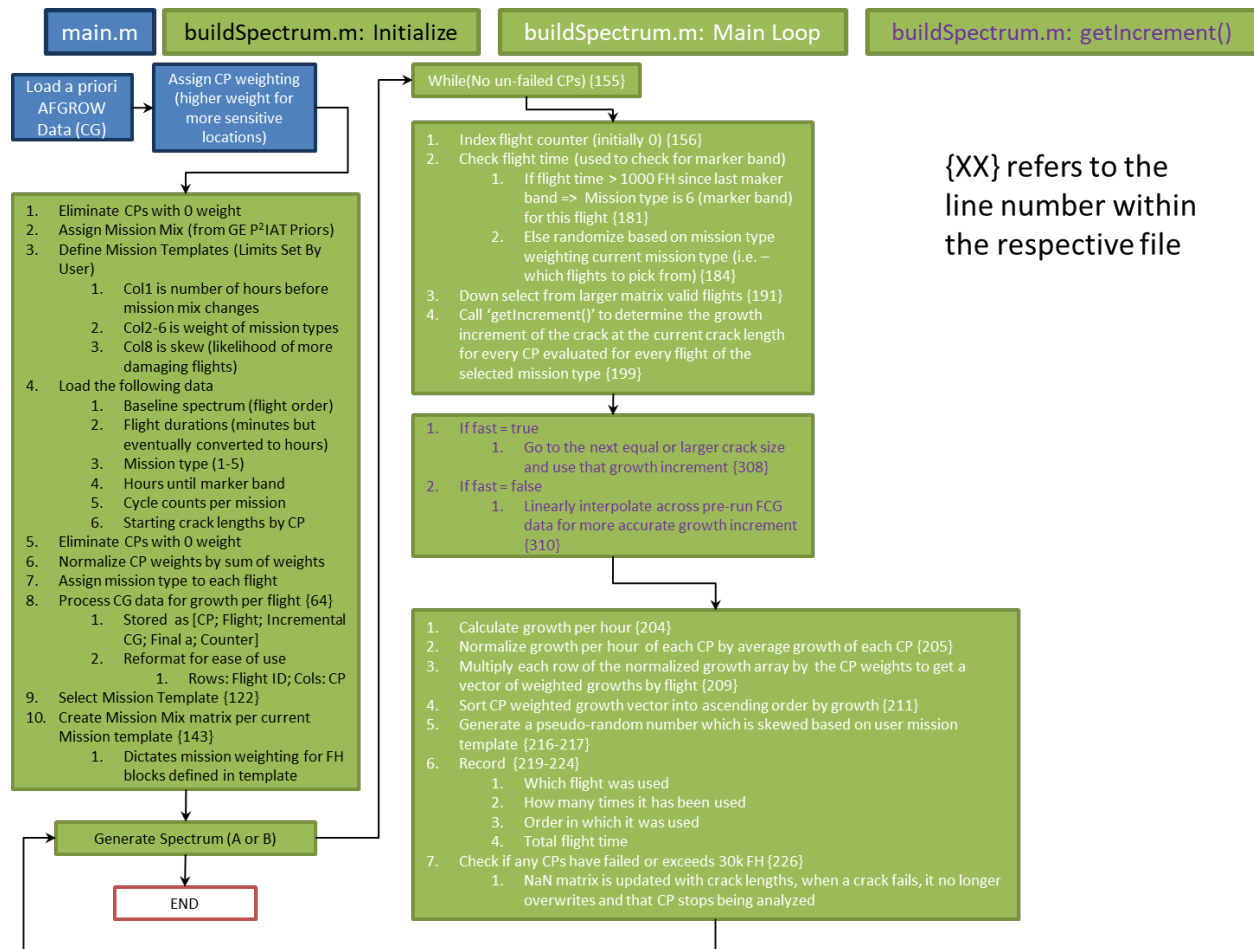 main.m
buildSpectrum.m: Initialize
buildSpectrum.m: Main Loop
buildSpectrum.m: getIncrement()
Load a priori
AFGROW
Data (CG)
Assign CP weighting
(higher weight for
more sensitive
locations)
1. Eliminate CPs with 0 weight
2. Assign Mission Mix (from GE P²IAT Priors)
3. Define Mission Templates (Limits Set By
User)
1. Col1 is number of hours before
mission mix changes
2. Col2-6 is weight of mission types
3. Col8 is skew (likelihood of more
damaging flights)
4. Load the following data
1. Baseline spectrum (flight order)
2. Flight durations (minutes but
eventually converted to hours)
3. Mission type (1-5)
4. Hours until marker band
5. Cycle counts per mission
6. Starting crack lengths by CP
5. Eliminate CPs with 0 weight
6. Normalize CP weights by sum of weights
7. Assign mission type to each flight
8. Process CG data for growth per flight {64}
1. Stored as [CP; Flight; Incremental
CG; Final a; Counter]
2. Reformat for ease of use
1. Rows: Flight ID; Cols: CP
9. Select Mission Template {122}
10. Create Mission Mix matrix per current
Mission template {143}
1. Dictates mission weighting for FH
blocks defined in template
Generate Spectrum (A or B)
END
While(No un-failed CPs) {155}
1. Index flight counter (initially 0) {156}
2. Check flight time (used to check for marker band)
1. If flight time > 1000 FH since last maker
band => Mission type is 6 (marker band)
for this flight {181}
2. Else randomize based on mission type
weighting current mission type (i.e. –
which flights to pick from) {184}
3. Down select from larger matrix valid flights {191}
4. Call 'getIncrement()' to determine the growth
increment of the crack at the current crack length
for every CP evaluated for every flight of the
selected mission type {199}
1. If fast = true
1. Go to the next equal or larger crack size
and use that growth increment {308}
2. If fast = false
1. Linearly interpolate across pre-run FCG
data for more accurate growth increment
{310}
1. Calculate growth per hour {204}
2. Normalize growth per hour of each CP by average growth of each CP {205}
3. Multiply each row of the normalized growth array by the CP weights to get a
vector of weighted growths by flight {209}
4. Sort CP weighted growth vector into ascending order by growth {211}
5. Generate a pseudo-random number which is skewed based on user mission
template {216-217}
6. Record {219-224}
1. Which flight was used
2. How many times it has been used
3. Order in which it was used
4. Total flight time
7. Check if any CPs have failed or exceeds 30k FH {226}
1. NaN matrix is updated with crack lengths, when a crack fails, it no longer
overwrites and that CP stops being analyzed
{XX} refers to the
line number within
the respective file